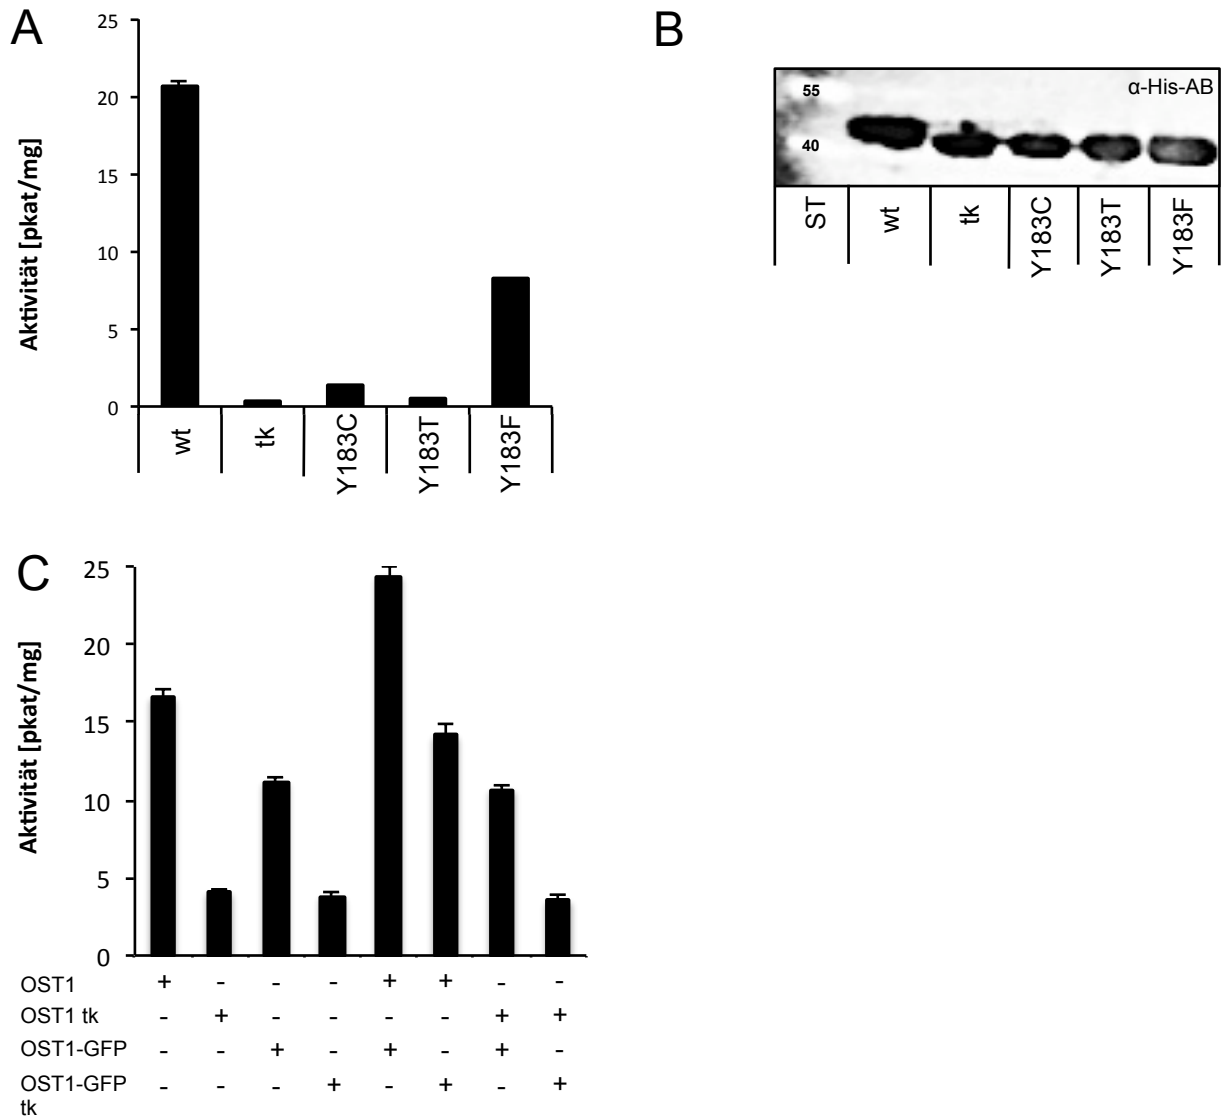 A
Aktivität [pkat/mg]
25
20
15
10
5
0
wt
tk
Y183C
Y183T
Y183F
B
55
40
α-His-AB
ST
wt
tk
Y183C
Y183T
Y183F
C
Aktivität [pkat/mg]
25
20
15
10
5
0
OST1 + - - - + + - -
OST1 tk - + - - - - + +
OST1-GFP - - + - + - + -
OST1-GFP - - - + - + - +
tk